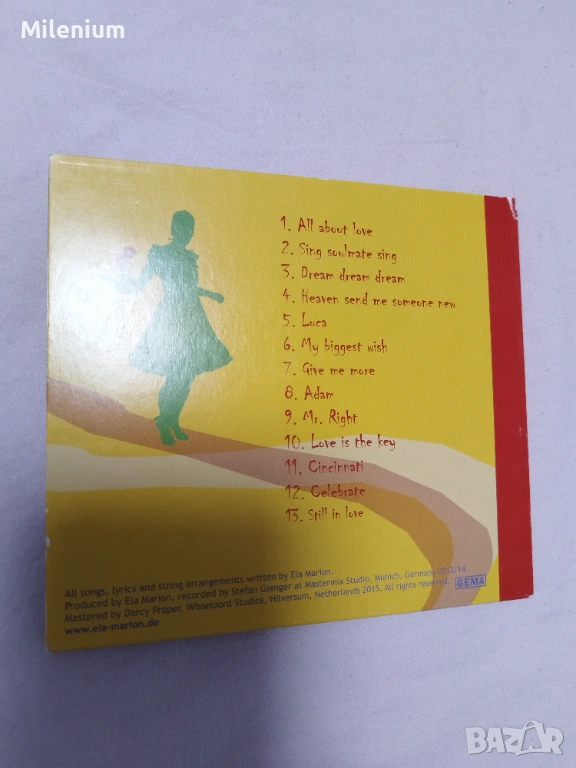 Milenium
1. All about love
2. Sing soulmate sing
3. Dream dream dream
4. Heaven send me someone new
5. Luca
6. My biggest wish
7. Give me more
8. Adam
9. Mr. Right
10. Love is the key
11. Cincinnati
12. Celebrate
13. Still in love
All songs, lyrics and string arrangements written by Ela Marion.
Produced by Ela Marion, recorded by Stefan Gienger at Mastermix Studio, Munich, Germany 2013/14.
Mastered by Darcy Proper, Wisseloord Studios, Hilversum, Netherlands 2015. All rights reserved.
www.ela-marion.de
GEMA
BAZAR